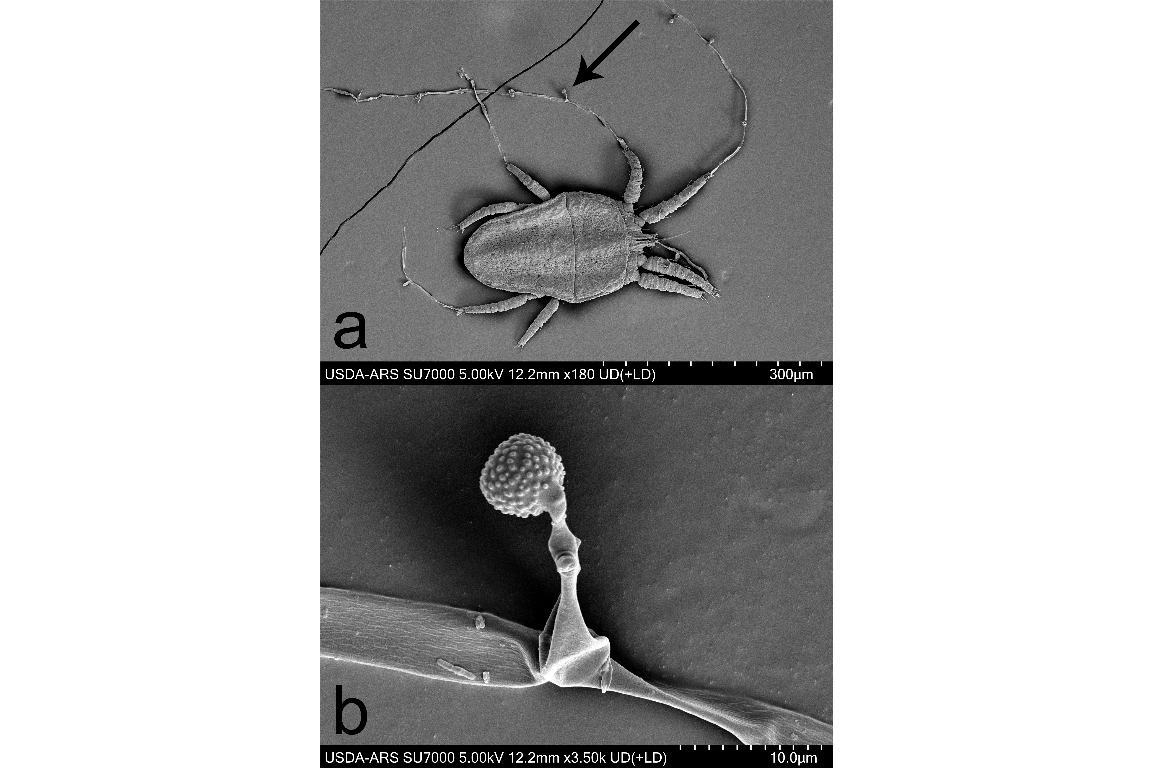 a
USDA-ARS SU7000 5.00kV 12.2mm x180 UD(+LD) 300µm
b
USDA-ARS SU7000 5.00kV 12.2mm x3.50k UD(+LD) 10.0µm